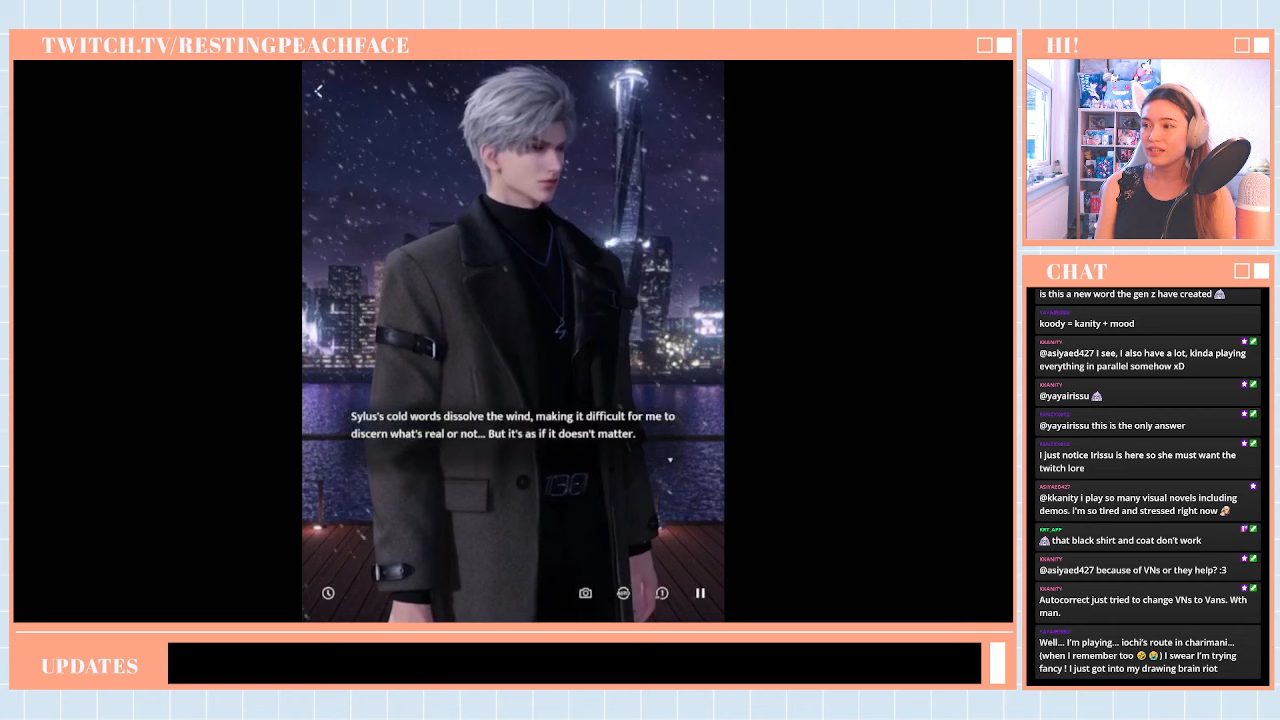 TWITCH.TV/RESTINGPEACHFACE
HI!
Sylus's cold words dissolve the wind, making it difficult for me to
discern what's real or not... But it's as if it doesn't matter.
AUTO
UPDATES
CHAT
is this a new word the gen z have created
YAYAIRISSU
koody = kanity + mood
KKANITY
@asiyaed427 I see, I also have a lot, kinda playing
everything in parallel somehow xD
KKANITY
@yayairissu
@yayairissu this is the only answer
I just notice Irissu is here so she must want the
twitch lore
ASIYAED427
@kkanity i play so many visual novels including
demos. i'm so tired and stressed right now
KRT_APP
that black shirt and coat don't work
KKANITY
@asiyaed427 because of VNs or they help? :3
KKANITY
Autocorrect just tried to change VNs to Vans. Wth
man.
YAYAIRISSU
Well... I'm playing... iochi's route in charimani...
(when I remember too) I swear I'm trying
fancy ! I just got into my drawing brain riot